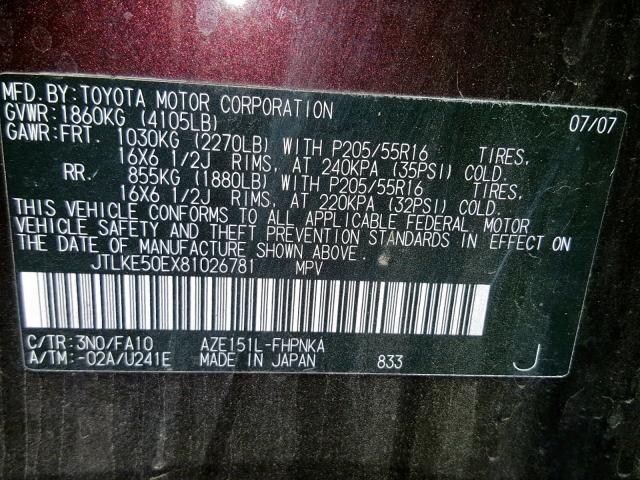 MFD.BY:TOYOTA MOTOR CORPORATION 07/07
GVWR:1860KG (4105LB)
GAWR:FRT. 1030KG (2270LB) WITH P205/55R16 TIRES,
16X6 1/2J RIMS, AT 240KPA (35PSI) COLD.
RR. 855KG (1880LB) WITH P205/55R16 TIRES,
16X6 1/2J RIMS, AT 220KPA (32PSI) COLD.
THIS VEHICLE CONFORMS TO ALL APPLICABLE FEDERAL MOTOR
VEHICLE SAFETY AND THEFT PREVENTION STANDARDS IN EFFECT ON
THE DATE OF MANUFACTURE SHOWN ABOVE.
JTLKE50EX81026781 MPV
C/TR:3N0/FA10 AZE151L-FHPNKA
A/TM:-02A/U241E MADE IN JAPAN 833 J